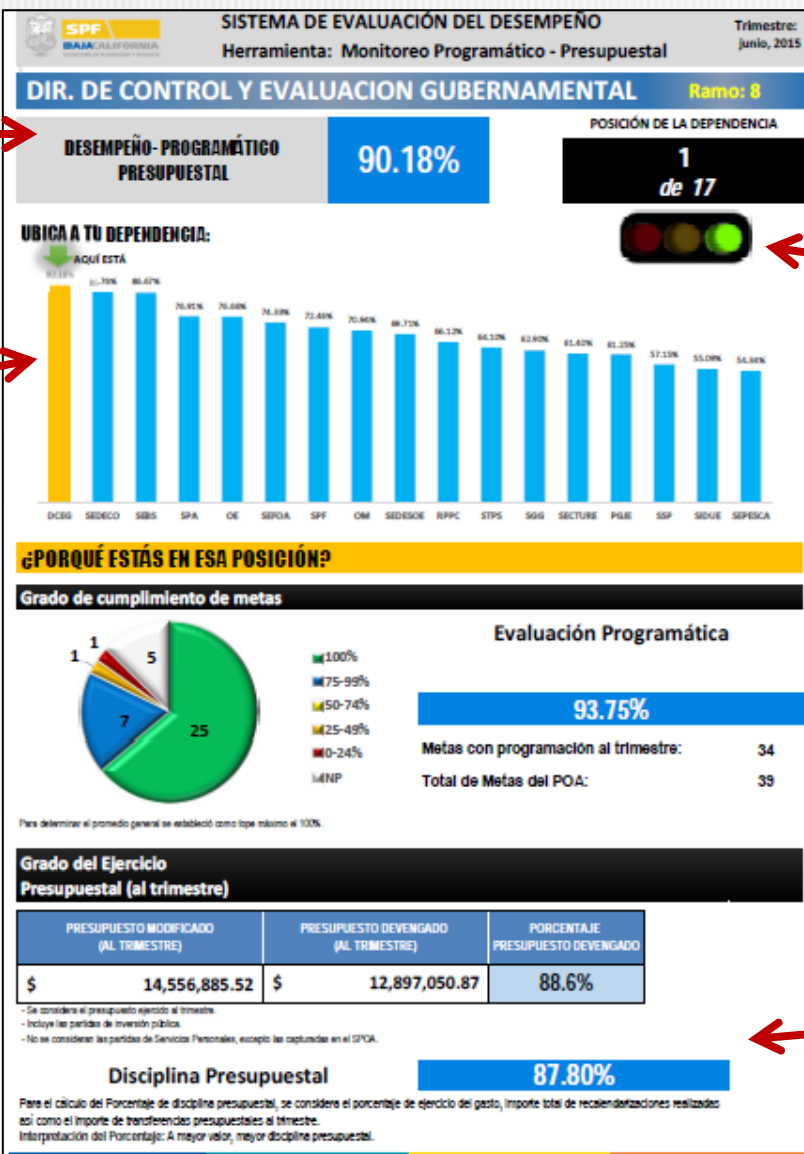 SPF
BAJACALIFORNIA
SISTEMA DE EVALUACIÓN DEL DESEMPEÑO
Herramienta: Monitoreo Programático - Presupuestal
Trimestre:
junio, 2015
DIR. DE CONTROL Y EVALUACION GUBERNAMENTAL
Ramo: 8
DESEMPEÑO- PROGRAMÁTICO
PRESUPUESTAL
90.18%
POSICIÓN DE LA DEPENDENCIA
1
de 17
UBICA A TU DEPENDENCIA:
AQUÍ ESTÁ
90.18% 76.91% 76.68% 72.48% 70.96% 69.71% 66.12% 64.10% 62.90% 61.40% 61.25% 57.15% 55.09%
DCEG SEDECO SEBS SPA OE SEFOA SPF OM SEDESOE RPPC STPS SGG SECTURE PGJE SSP SIDUE SEPESCA
¿PORQUÉ ESTÁS EN ESA POSICIÓN?
Grado de cumplimiento de metas
1
1
5
7
25
100%
75-99%
50-74%
25-49%
0-24%
NP
Evaluación Programática
93.75%
Metas con programación al trimestre: 34
Total de Metas del POA: 39
Para determinar el promedio general se estableció como tope máximo el 100%.
Grado del Ejercicio
Presupuestal (al trimestre)
PRESUPUESTO MODIFICADO
(AL TRIMESTRE)
PRESUPUESTO DEVENGADO
(AL TRIMESTRE)
PORCENTAJE
PRESUPUESTO DEVENGADO
$ 14,556,885.52 $ 12,897,050.87 88.6%
- Se considera el presupuesto ejercido al trimestre.
- Incluye las partidas de inversión pública.
- No se consideran las partidas de Servicios Personales, excepto las capturadas en el SPOA.
Disciplina Presupuestal
87.80%
Para el cálculo del Porcentaje de disciplina presupuestal, se considera el porcentaje de ejercicio del gasto, importe total de recalendarizaciones realizadas
así como el importe de transferencias presupuestales al trimestre.
Interpretación del Porcentaje: A mayor valor, mayor disciplina presupuestal.